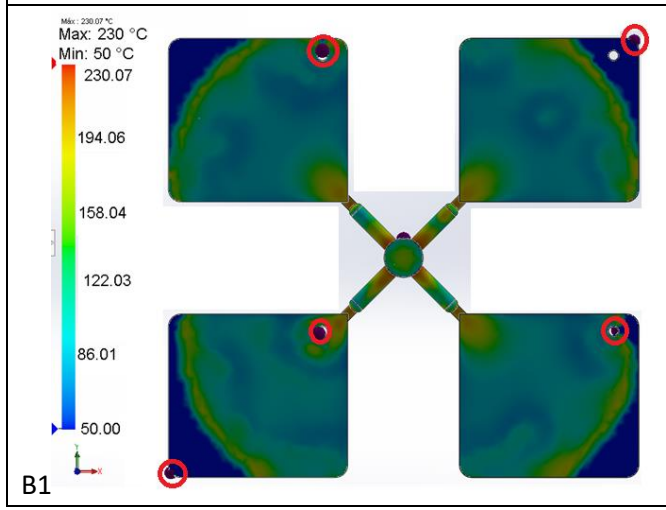 Máx : 230.07 °C
Max: 230 °C
Min: 50 °C
230.07
194.06
158.04
122.03
86.01
50.00
Y
X
B1